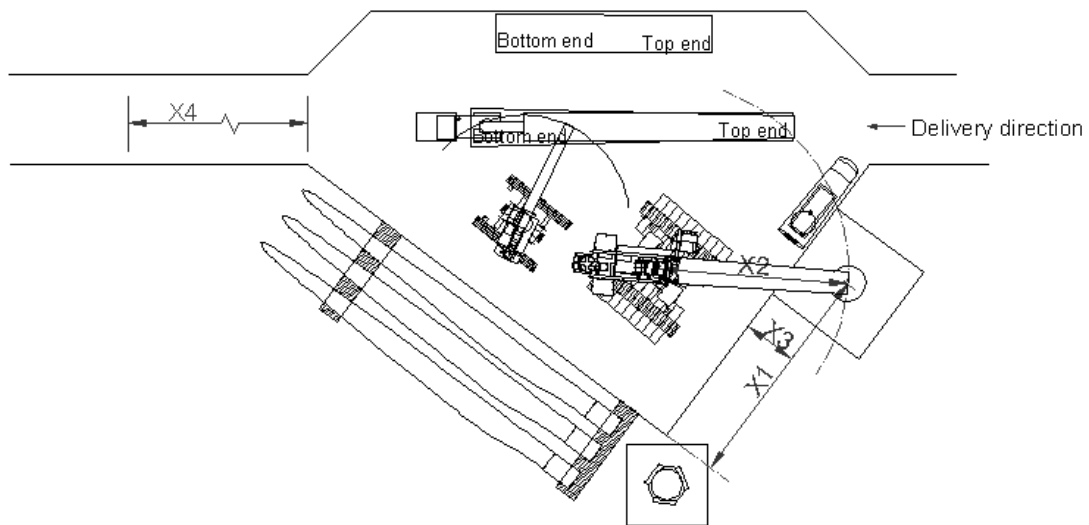 Bottom end
Top end
X4
Bottom end
Top end
Delivery direction
X2
X3
X1